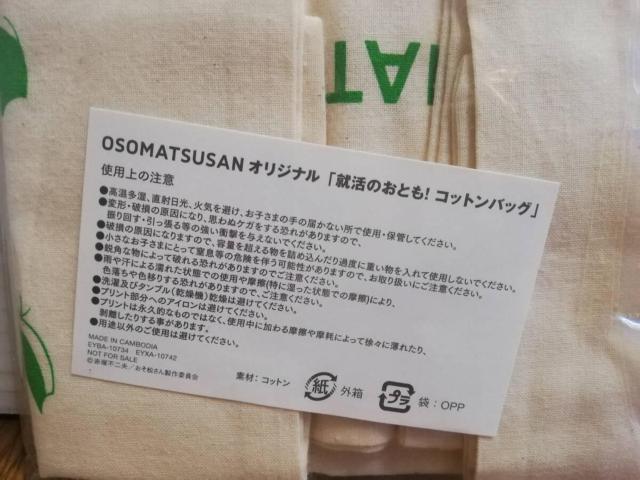 MAT
OSOMATSUSAN オリジナル「就活のおとも! コットンバッグ」
使用上の注意
●高温多湿、直射日光、火気を避け、お子さまの手の届かない所で使用・保管してください。
●変形・破損の原因になり、思わぬケガをする恐れがありますので、
振り回す・引っ張る等の強い衝撃を与えないでください。
●破損の原因になりますので、容量を超える物を詰め込んだり過度に重い物を入れて使用しないでください。
●小さなお子さまにとって窒息等の危険を伴う可能性がありますので、お取り扱いにご注意ください。
●鋭角な物によって破れる恐れがありますのでご注意ください。
●雨や汗による濡れた状態での使用や摩擦(特に湿った状態での摩擦)により、
色落ちや色移りする恐れがありますので、ご注意ください。
●洗濯及びタンブル(乾燥機)乾燥は避けてください。
●プリント部分へのアイロンは避けてください。
●プリントは永久的なものではなく、使用中に加わる摩擦や摩耗によって徐々に薄れたり、
剥離したりする事があります。
●用途以外のご使用は避けてください。
MADE IN CAMBODIA
EYBA-10734 EYXA-10742
NOT FOR SALE
©赤塚不二夫/おそ松さん製作委員会
素材:コットン 紙 外箱 プラ 袋:OPP